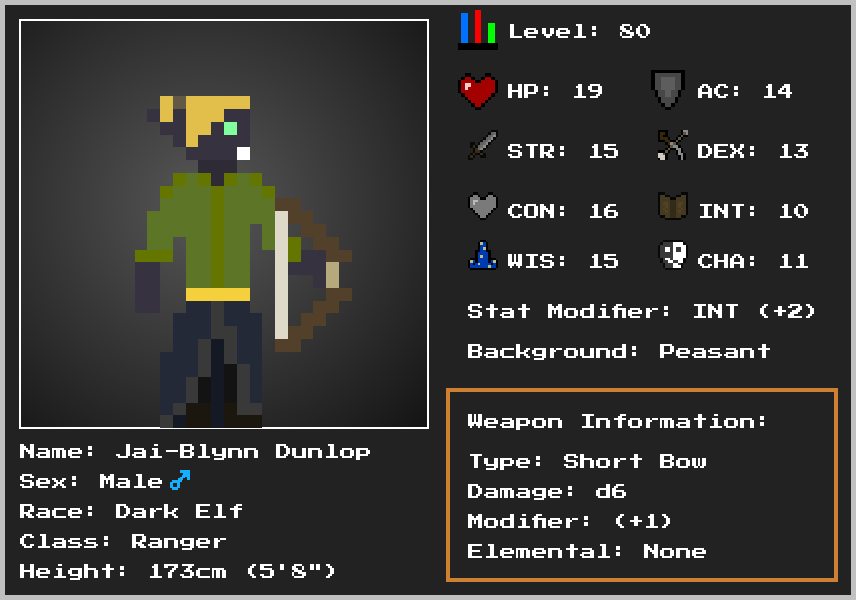 Level: 80
HP: 19 AC: 14
STR: 15 DEX: 13
CON: 16 INT: 10
WIS: 15 CHA: 11
Stat Modifier: INT (+2)
Background: Peasant
Name: Jai-Blynn Dunlop
Sex: Male ♂
Race: Dark Elf
Class: Ranger
Height: 173cm (5'8")
Weapon Information:
Type: Short Bow
Damage: d6
Modifier: (+1)
Elemental: None